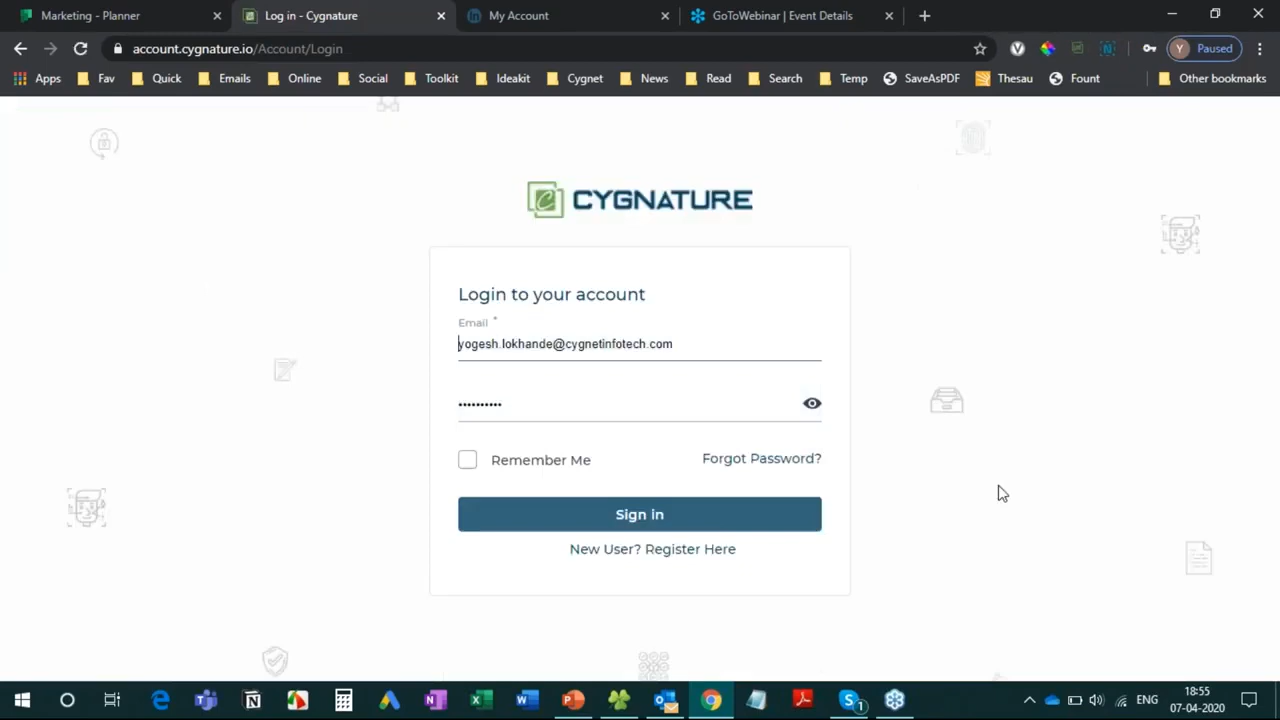 Marketing - Planner
Log in - Cygnature
My Account
GoToWebinar | Event Details
account.cygnature.io/Account/Login
Y Paused
Apps Fav Quick Emails Online Social Toolkit Ideakit Cygnet News Read Search Temp SaveAsPDF Thesau Fount Other bookmarks
CYGNATURE
Login to your account
Email *
yogesh.lokhande@cygnetinfotech.com
••••••••••
Remember Me
Forgot Password?
Sign in
New User? Register Here
ENG
18:55
07-04-2020